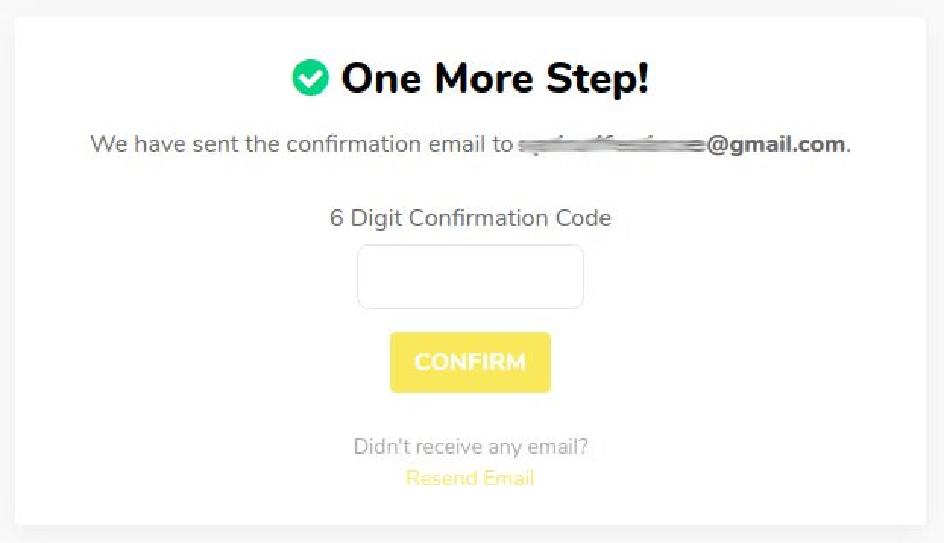 One More Step!
We have sent the confirmation email to @gmail.com.
6 Digit Confirmation Code
CONFIRM
Didn't receive any email?
Resend Email